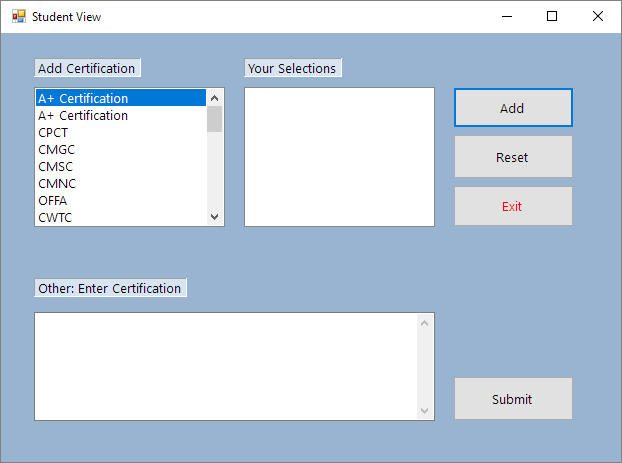 Student View
Add Certification
Your Selections
A+ Certification
A+ Certification
CPCT
CMGC
CMSC
CMNC
OFFA
CWTC
Add
Reset
Exit
Other: Enter Certification
Submit